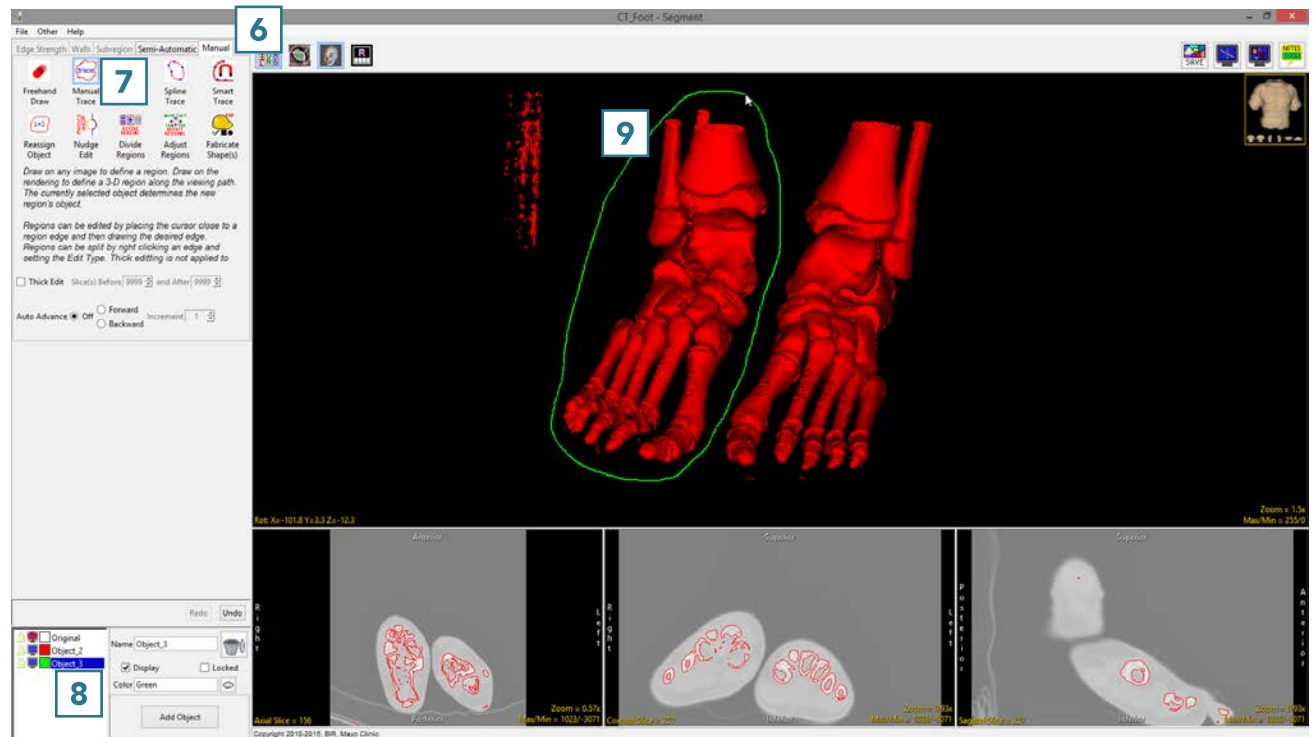 CT_Foot - Segment
File Other Help
6
Edge Strength Walls Subregion Semi-Automatic Manual
R
SAVE
NOTES
7
Freehand Draw
Manual Trace
Spline Trace
Smart Trace
Reassign Object
Nudge Edit
Divide Regions
Adjust Regions
Fabricate Shape(s)
Draw on any image to define a region. Draw on the
rendering to define a 3-D region along the viewing path.
The currently selected object determines the new
region's object.
Regions can be edited by placing the cursor close to a
region edge and then drawing the desired edge.
Regions can be split by right clicking an edge and
setting the Edit Type. Thick editting is not applied to
Thick Edit Slice(s) Before 9999 and After 9999
Auto Advance Off Forward Backward Increment 1
9
Rot: X=-101.8 Y=3.3 Z=-12.3
Zoom = 1.5x
Max/Min = 255/0
Redo Undo
Original
Object_2
Object_3
8
Name Object_3
Display Locked
Color Green
Add Object
Anterior
Right
Left
Posterior
Axial Slice = 156
Zoom = 0.57x
Max/Min = 1023/-3071
Superior
Right
Left
Superior
Posterior
Anterior
Inferior
Copyright 2010-2015, BIR, Mayo Clinic